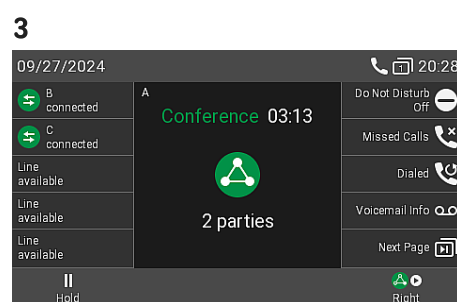 3
09/27/2024
1 20:28
B
connected
C
connected
Line
available
Line
available
Line
available
A
Conference 03:13
2 parties
Do Not Disturb
Off
Missed Calls
Dialed
Voicemail Info
Next Page
Hold
Right